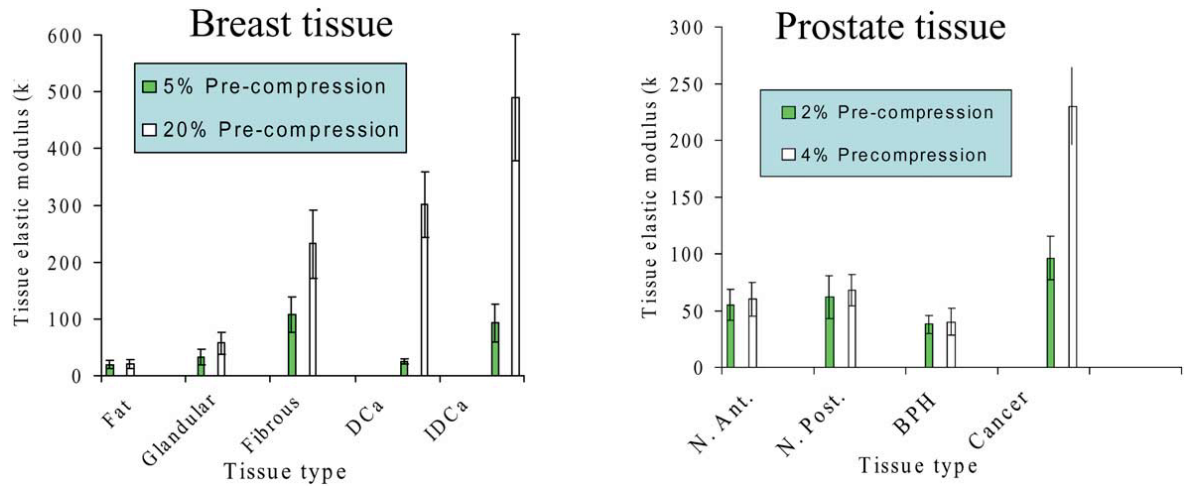 Breast tissue
Tissue elastic modulus (k
600
500
400
300
200
100
0
5% Pre-compression
20% Pre-compression
Fat
Glandular
Fibrous
DCa
IDCa
Tissue type
Prostate tissue
Tissue elastic modulus (k
300
250
200
150
100
50
0
2% Pre-compression
4% Precompression
N. Ant.
N. Post.
BPH
Cancer
Tissue type